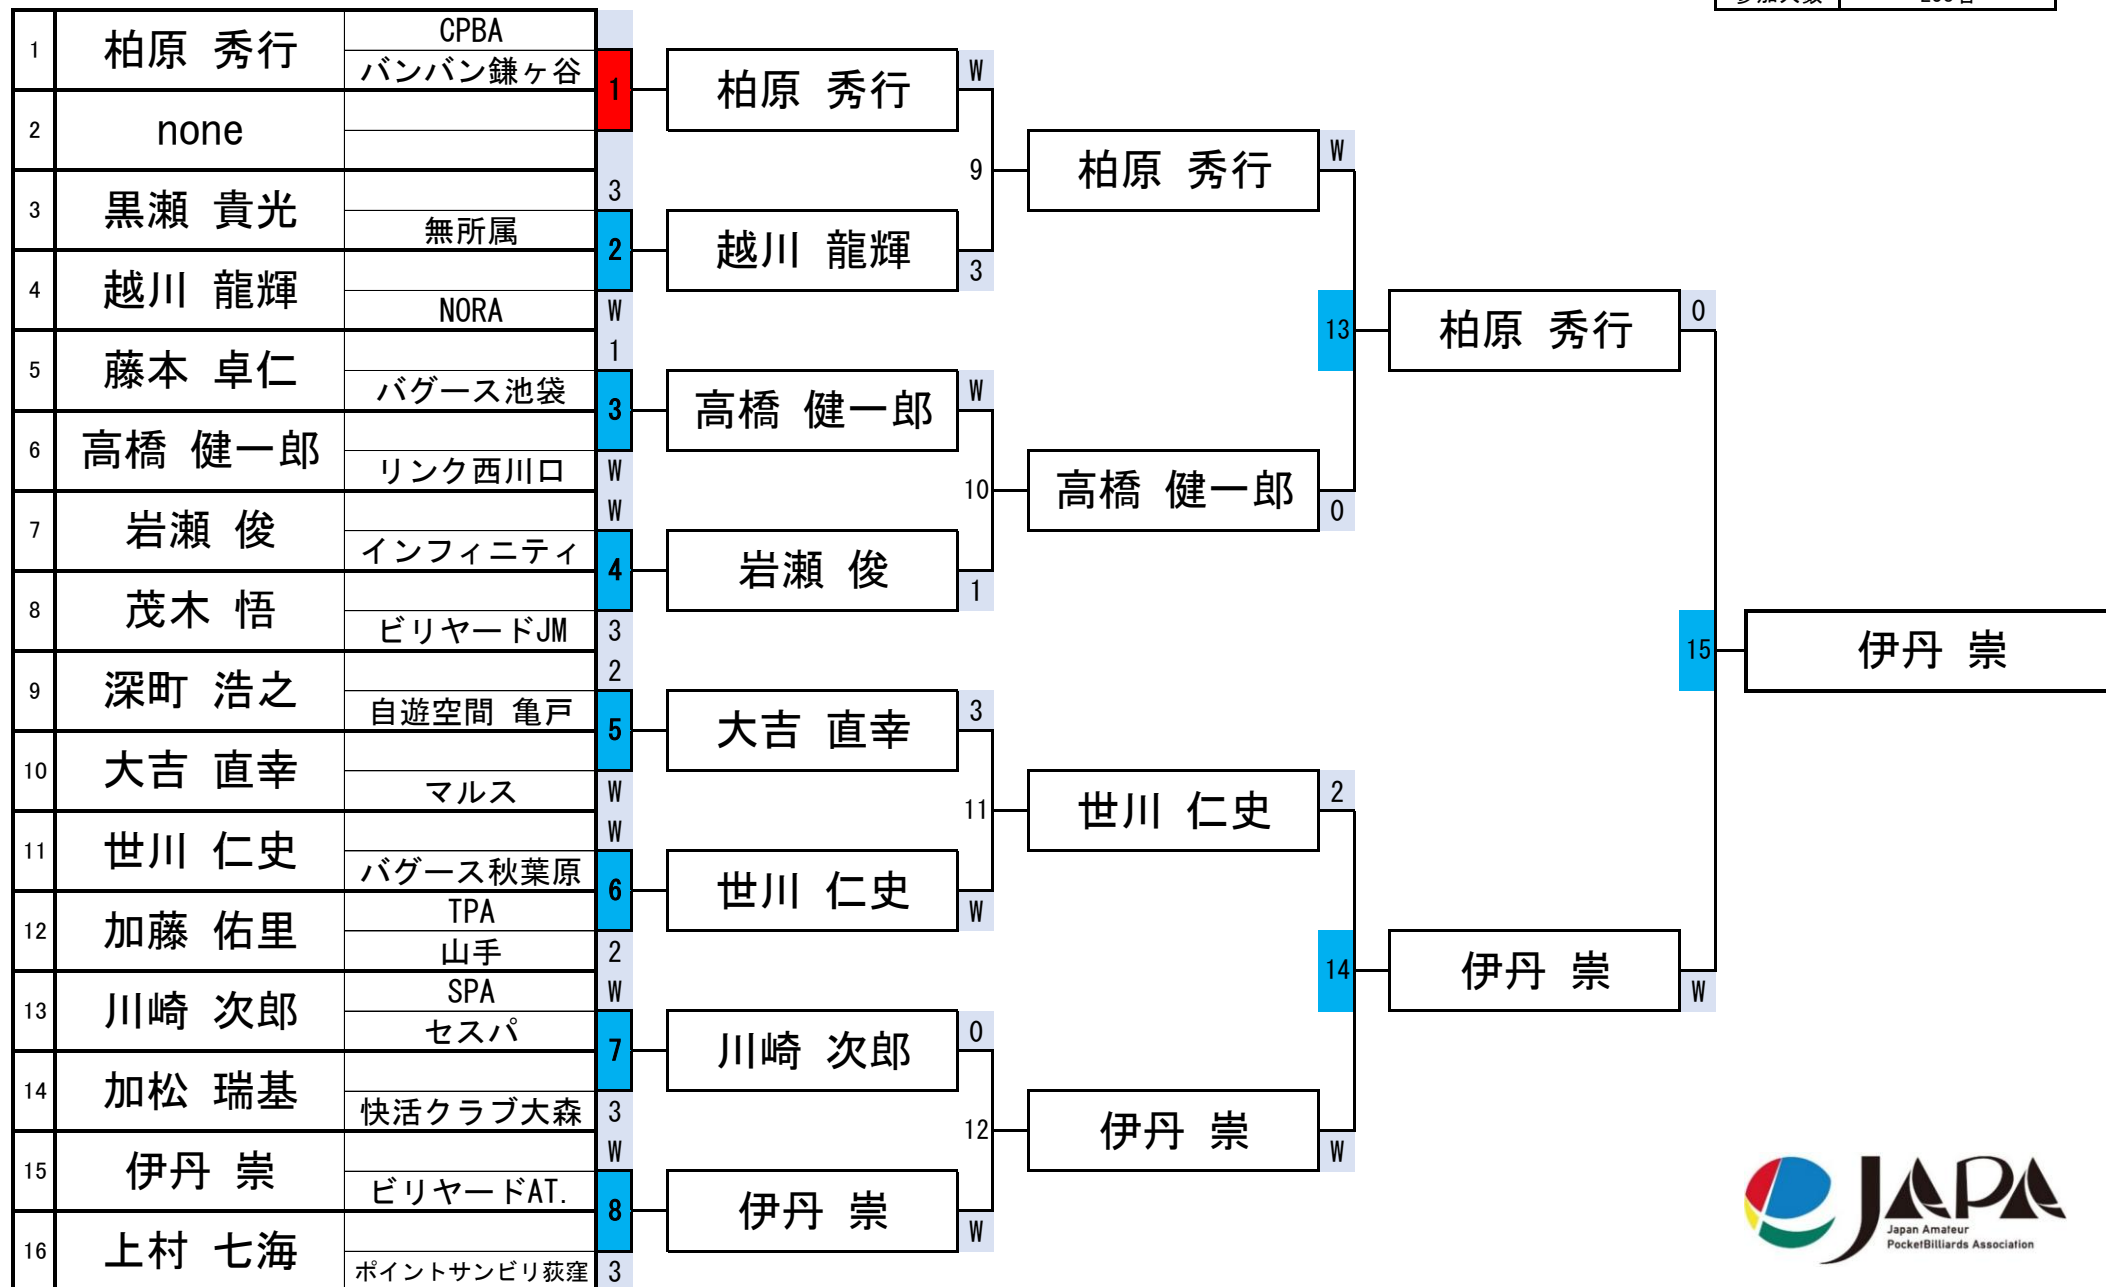 1 柏原 秀行 CPBA
バンバン鎌ヶ谷
2 none
3 黒瀬 貴光 3
無所属
4 越川 龍輝
NORA W
5 藤本 卓仁 1
バグース池袋
6 高橋 健一郎
リンク西川口 W
7 岩瀬 俊 W
インフィニティ
8 茂木 悟
ビリヤードJM 3
9 深町 浩之 2
自遊空間 亀戸
10 大吉 直幸
マルス W
11 世川 仁史 W
バグース秋葉原
12 加藤 佑里 TPA
山手 2
13 川崎 次郎 SPA W
セスパ
14 加松 瑞基
快活クラブ大森 3
15 伊丹 崇 W
ビリヤードAT.
16 上村 七海
ポイントサンビリ荻窪 3
1 柏原 秀行 W
2 越川 龍輝 3
3 高橋 健一郎 W
4 岩瀬 俊 1
5 大吉 直幸 3
6 世川 仁史 W
7 川崎 次郎 0
8 伊丹 崇 W
9 柏原 秀行 W
10 高橋 健一郎 0
11 世川 仁史 2
12 伊丹 崇 W
13 柏原 秀行 0
14 伊丹 崇 W
15 伊丹 崇
JAPA
Japan Amateur
PocketBilliards Association